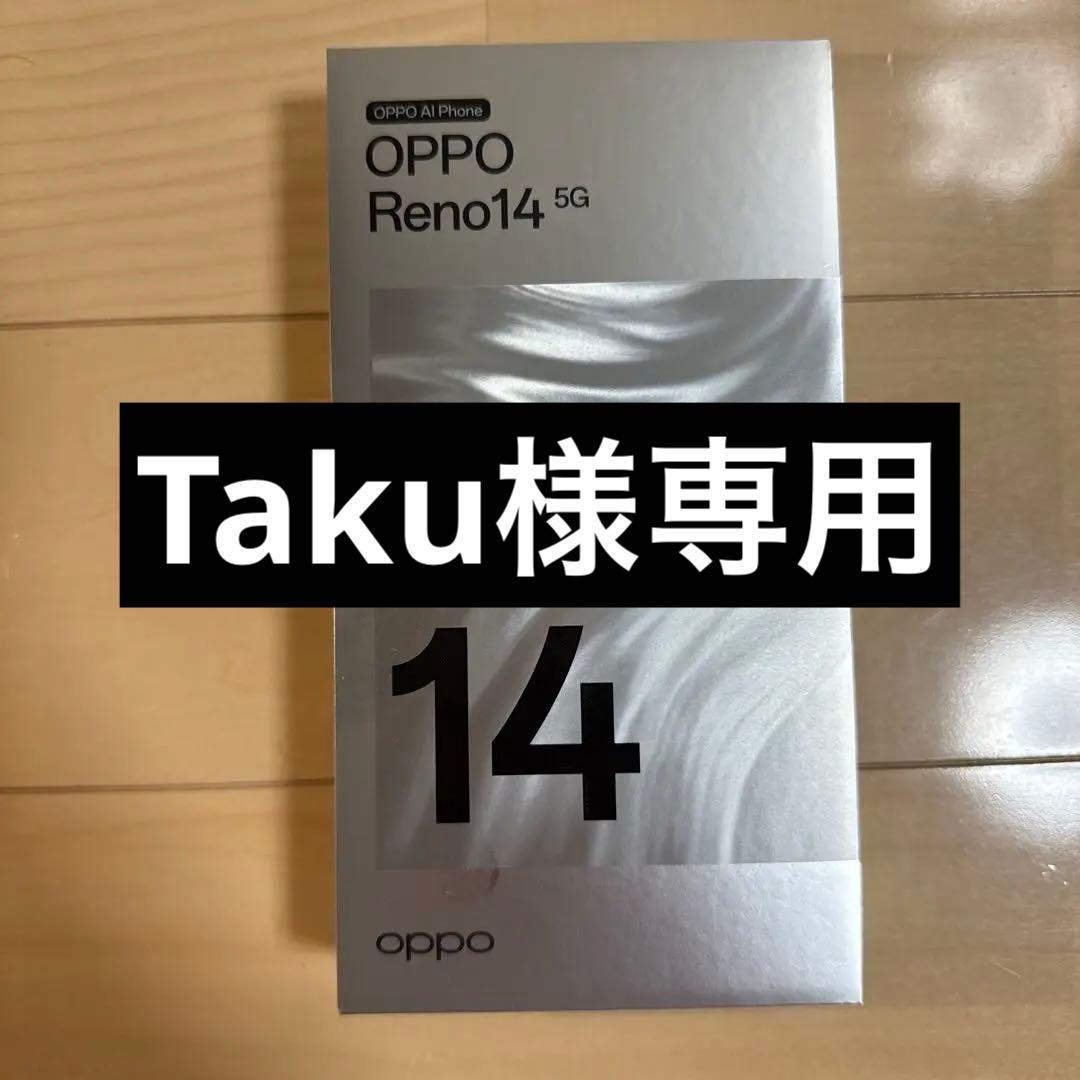 OPPO AI Phone
OPPO
Reno14 5G
Taku様専用
14
oppo